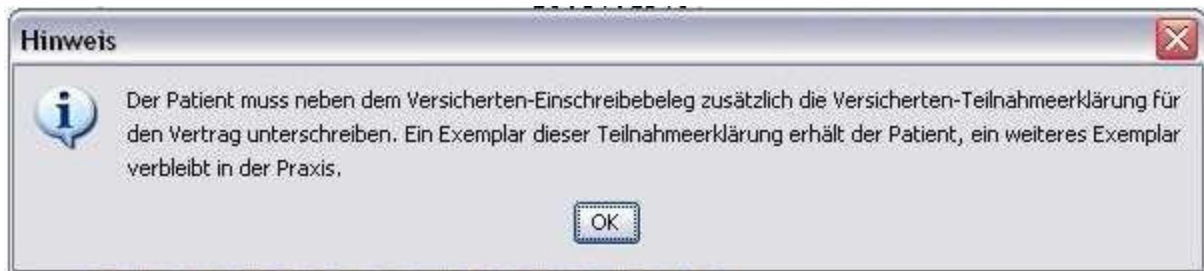 Hinweis
Der Patient muss neben dem Versicherten-Einschreibebeleg zusätzlich die Versicherten-Teilnahmeerklärung für
den Vertrag unterschreiben. Ein Exemplar dieser Teilnahmeerklärung erhält der Patient, ein weiteres Exemplar
verbleibt in der Praxis.
OK